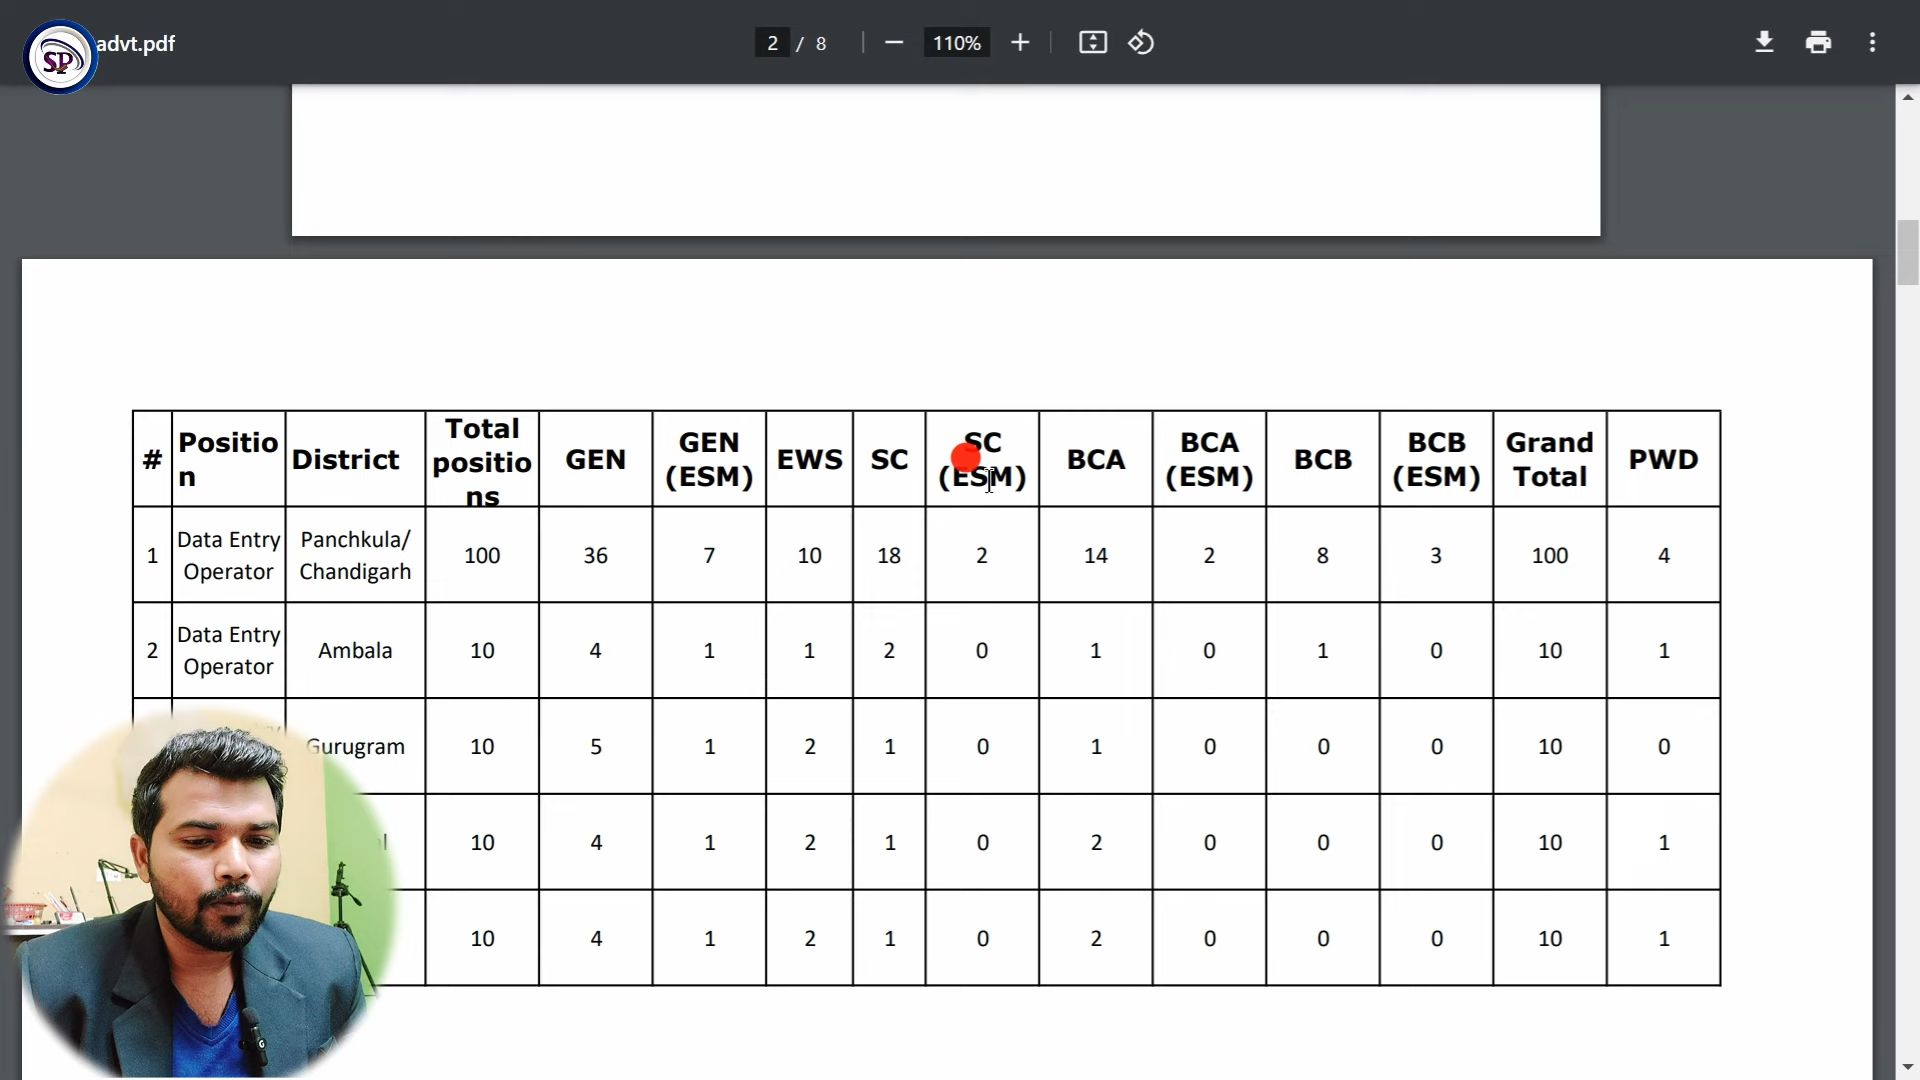 SP
advt.pdf
2 / 8
110%
# Positio n District Total positio ns GEN GEN (ESM) EWS SC SC (ESM) BCA BCA (ESM) BCB BCB (ESM) Grand Total PWD
1 Data Entry Operator Panchkula/ Chandigarh 100 36 7 10 18 2 14 2 8 3 100 4
2 Data Entry Operator Ambala 10 4 1 1 2 0 1 0 1 0 10 1
Gurugram 10 5 1 2 1 0 1 0 0 0 10 0
10 4 1 2 1 0 2 0 0 0 10 1
10 4 1 2 1 0 2 0 0 0 10 1